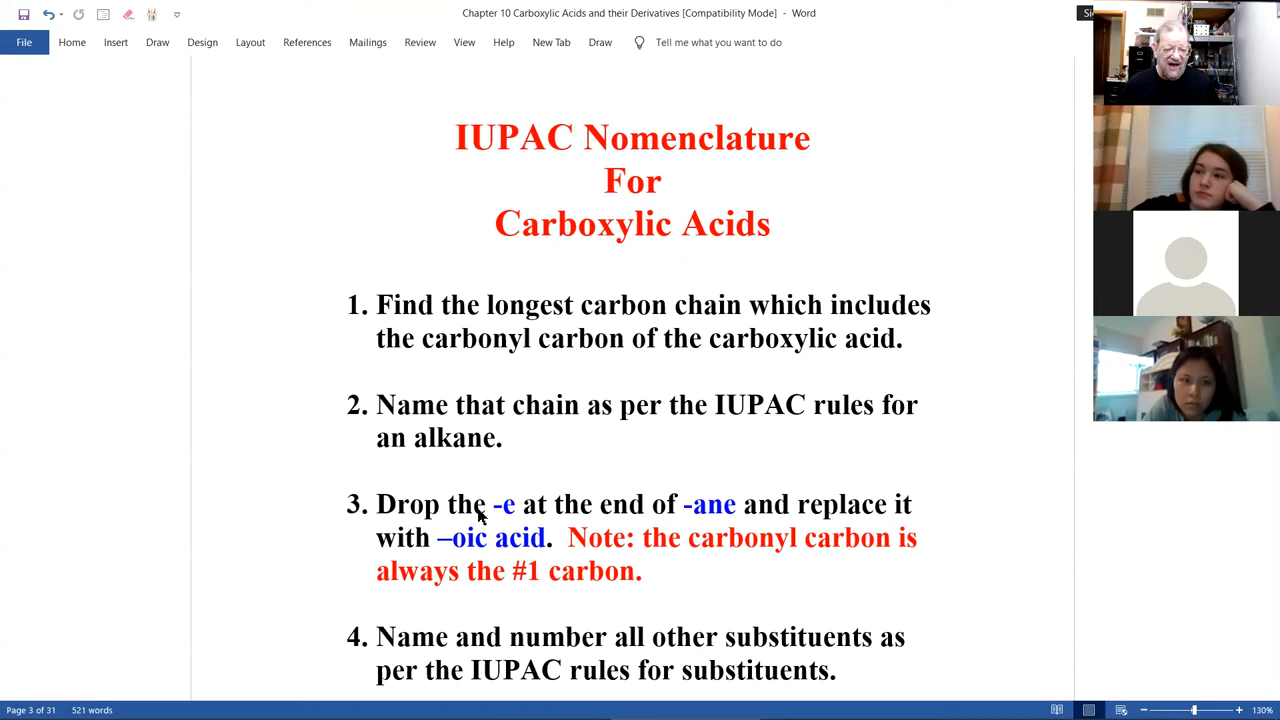 Chapter 10 Carboxylic Acids and their Derivatives [Compatibility Mode] - Word
File Home Insert Draw Design Layout References Mailings Review View Help New Tab Draw Tell me what you want to do
IUPAC Nomenclature
For
Carboxylic Acids
1. Find the longest carbon chain which includes
the carbonyl carbon of the carboxylic acid.
2. Name that chain as per the IUPAC rules for
an alkane.
3. Drop the -e at the end of -ane and replace it
with –oic acid. Note: the carbonyl carbon is
always the #1 carbon.
4. Name and number all other substituents as
per the IUPAC rules for substituents.
Page 3 of 31 521 words 130%